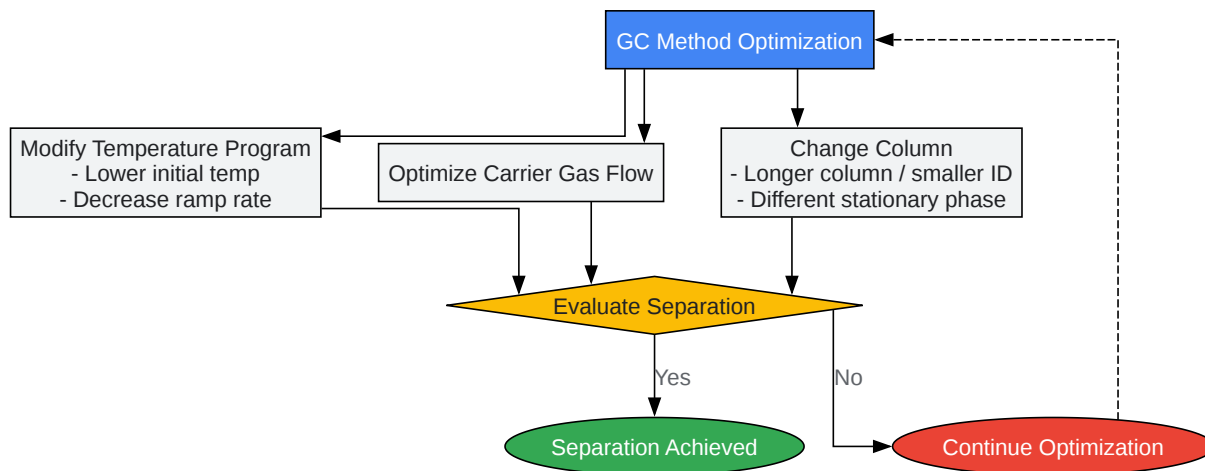 GC Method Optimization
Modify Temperature Program
- Lower initial temp
- Decrease ramp rate
Optimize Carrier Gas Flow
Change Column
- Longer column / smaller ID
- Different stationary phase
Evaluate Separation
Yes
No
Separation Achieved
Continue Optimization